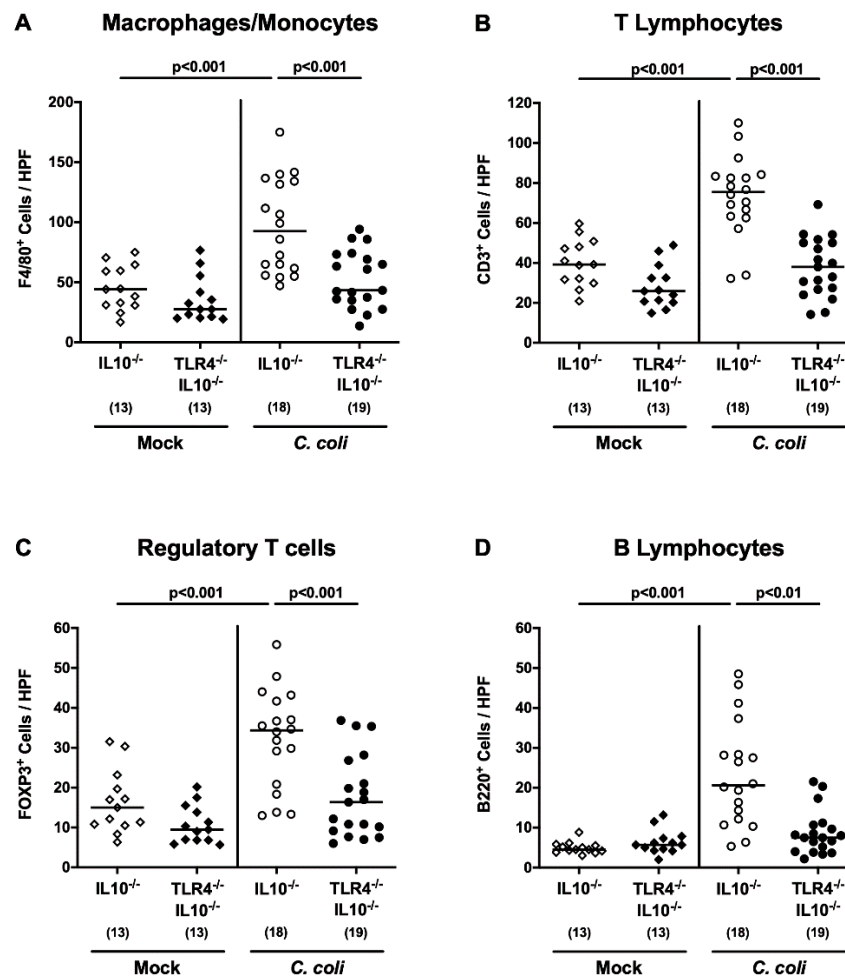 A Macrophages/Monocytes
p<0.001 p<0.001
F4/80⁺ Cells / HPF
200
150
100
50
0
IL10⁻/⁻ TLR4⁻/⁻ IL10⁻/⁻ TLR4⁻/⁻
IL10⁻/⁻ IL10⁻/⁻
(13) (13) (18) (19)
Mock C. coli
B T Lymphocytes
p<0.001 p<0.001
CD3⁺ Cells / HPF
120
100
80
60
40
20
0
IL10⁻/⁻ TLR4⁻/⁻ IL10⁻/⁻ TLR4⁻/⁻
IL10⁻/⁻ IL10⁻/⁻
(13) (13) (18) (19)
Mock C. coli
C Regulatory T cells
p<0.001 p<0.001
FOXP3⁺ Cells / HPF
60
50
40
30
20
10
0
IL10⁻/⁻ TLR4⁻/⁻ IL10⁻/⁻ TLR4⁻/⁻
IL10⁻/⁻ IL10⁻/⁻
(13) (13) (18) (19)
Mock C. coli
D B Lymphocytes
p<0.001 p<0.01
B220⁺ Cells / HPF
60
50
40
30
20
10
0
IL10⁻/⁻ TLR4⁻/⁻ IL10⁻/⁻ TLR4⁻/⁻
IL10⁻/⁻ IL10⁻/⁻
(13) (13) (18) (19)
Mock C. coli